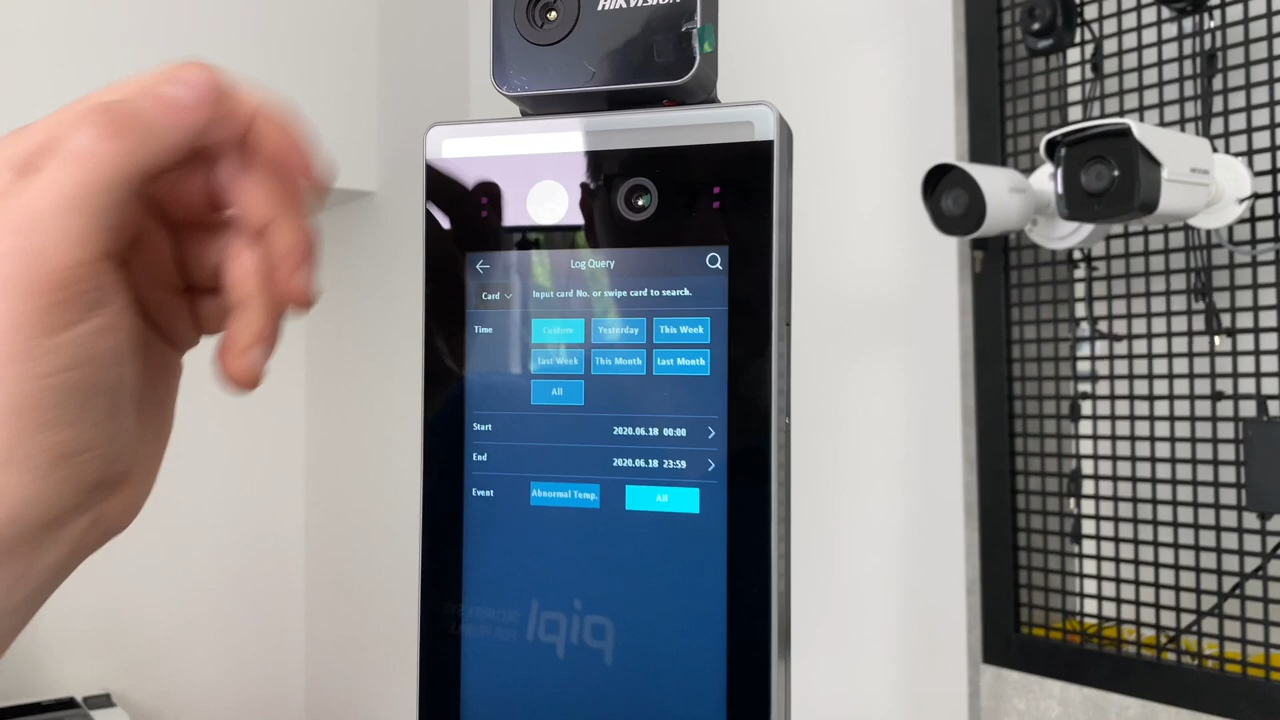 HIKVISION
Log Query
Card Input card No. or swipe card to search.
Time Custom Yesterday This Week
Last Week This Month Last Month
All
Start 2020.06.18 00:00
End 2020.06.18 23:59
Event Abnormal Temp. All
pipl